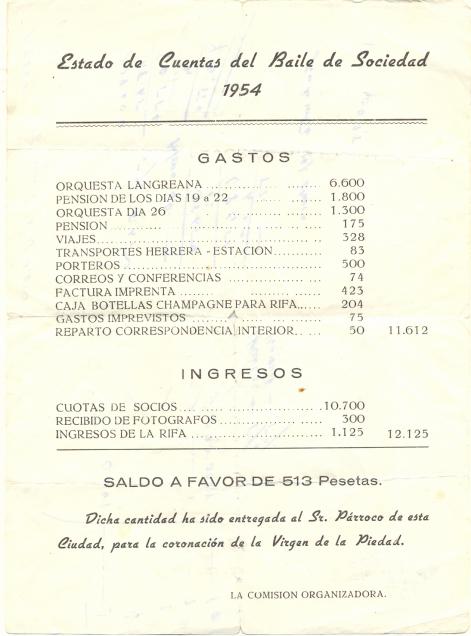 Estado de Cuentas del Baile de Sociedad
1954
GASTOS
ORQUESTA LANGREANA ... 6.600
PENSION DE LOS DIAS 19 a 22 ... 1.800
ORQUESTA DIA 26 ... 1.300
PENSION ... 175
VIAJES ... 328
TRANSPORTES HERRERA - ESTACION ... 83
PORTEROS ... 500
CORREOS Y CONFERENCIAS ... 74
FACTURA IMPRENTA ... 423
CAJA BOTELLAS CHAMPAGNE PARA RIFA ... 204
GASTOS IMPREVISTOS ... 75
REPARTO CORRESPONDENCIA INTERIOR ... 50 11.612
INGRESOS
CUOTAS DE SOCIOS ... 10.700
RECIBIDO DE FOTOGRAFOS ... 300
INGRESOS DE LA RIFA ... 1.125 12.125
SALDO A FAVOR DE 513 Pesetas.
Dicha cantidad ha sido entregada al Sr. Párroco de esta
Ciudad, para la coronación de la Virgen de la Piedad.
LA COMISION ORGANIZADORA.